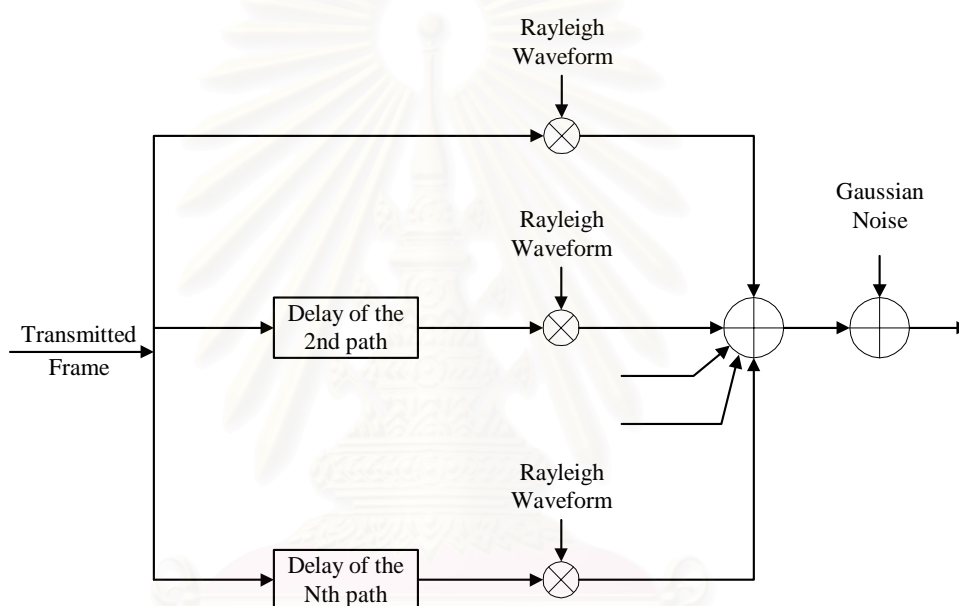 Rayleigh
Waveform
Gaussian
Noise
Rayleigh
Waveform
Transmitted
Frame
Delay of the
2nd path
Rayleigh
Waveform
Delay of the
Nth path